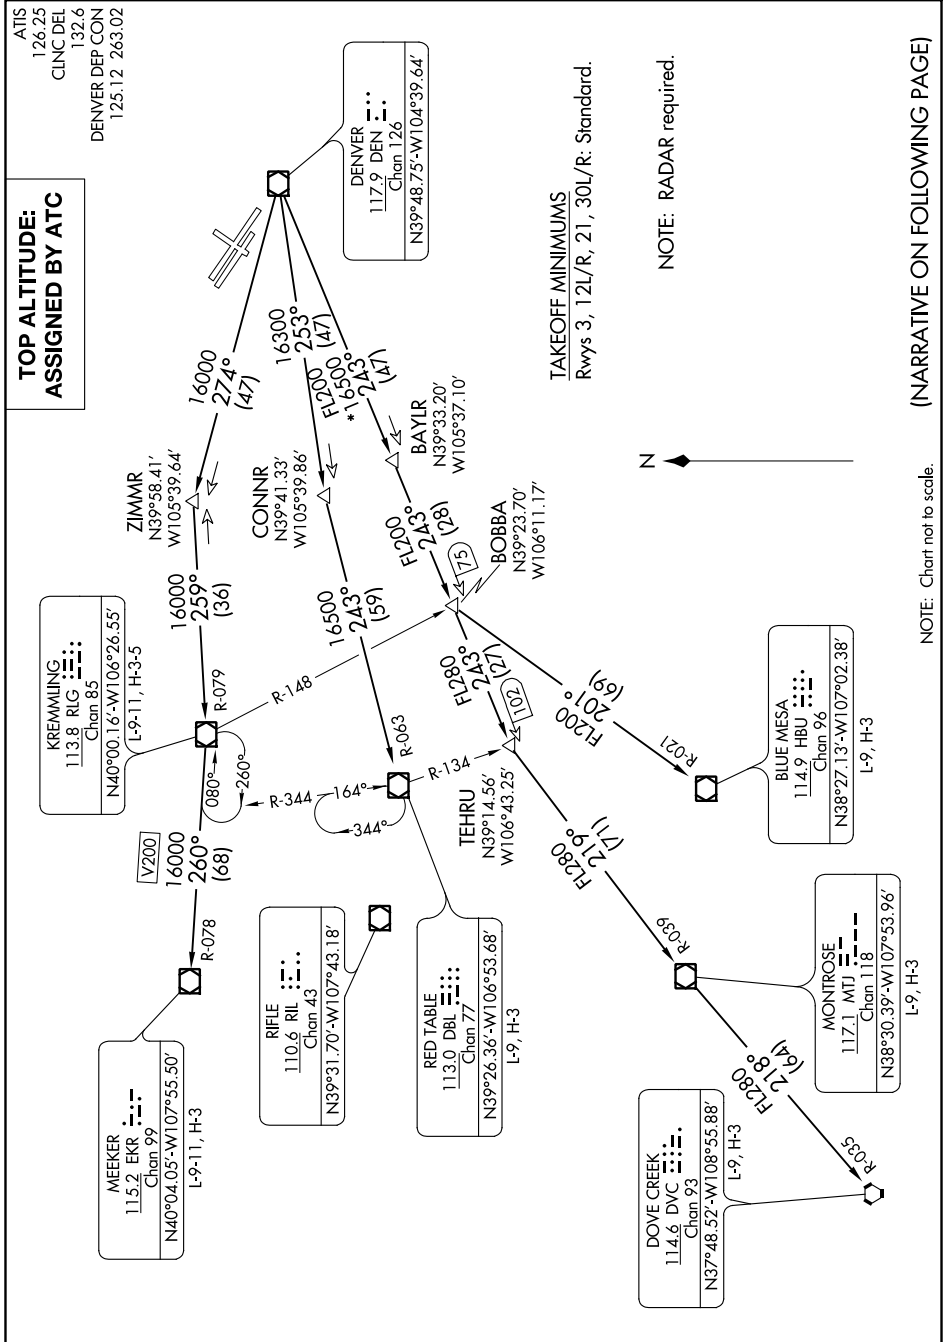 TOP ALTITUDE:
ASSIGNED BY ATC
ATIS
126.25
CLNC DEL
132.6
DENVER DEP CON
125.12 263.02
MEEKER
115.2 EKR
Chan 99
N40°04.05'-W107°55.50'
L-9-11, H-3
R-078
V200
16000
260°
(68)
KREMMLING
113.8 RLG
Chan 85
N40°00.16'-W106°26.55'
L-9-11, H-3-5
080°
260°
R-079
16000
259°
(36)
ZIMMR
N39°58.41'
W105°39.64'
16000
274°
(47)
DENVER
117.9 DEN
Chan 126
N39°48.75'-W104°39.64'
RIFLE
110.6 RIL
Chan 43
N39°31.70'-W107°43.18'
R-344
164°
344°
R-148
R-063
16500
243°
(59)
CONNR
N39°41.33'
W105°39.86'
16300
253°
(47)
FL200
*16500
243°
(47)
RED TABLE
113.0 DBL
Chan 77
N39°26.36'-W106°53.68'
L-9, H-3
R-134
BAYLR
N39°33.20'
W105°37.10'
FL200
243°
(28)
75
BOBBA
N39°23.70'
W106°11.17'
FL280
243°
(27)
102
TEHRU
N39°14.56'
W106°43.25'
FL280
219°
(71)
R-039
FL200
201°
(69)
R-021
BLUE MESA
114.9 HBU
Chan 96
N38°27.13'-W107°02.38'
L-9, H-3
MONTROSE
117.1 MTJ
Chan 118
N38°30.39'-W107°53.96'
L-9, H-3
FL280
218°
(64)
R-035
DOVE CREEK
114.6 DVC
Chan 93
N37°48.52'-W108°55.88'
L-9, H-3
N
TAKEOFF MINIMUMS
Rwys 3, 12L/R, 21, 30L/R: Standard.
NOTE: RADAR required.
NOTE: Chart not to scale.
(NARRATIVE ON FOLLOWING PAGE)